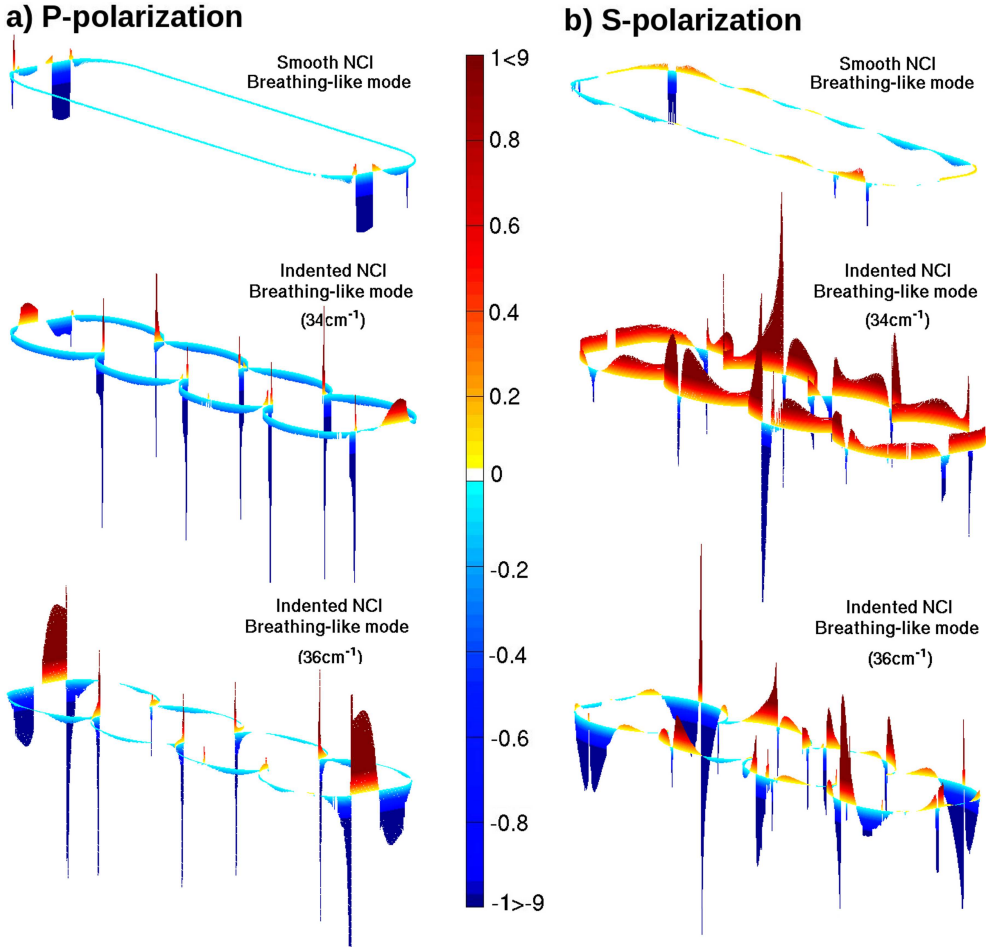 a) P-polarization
Smooth NCI
Breathing-like mode
Indented NCI
Breathing-like mode
(34cm⁻¹)
Indented NCI
Breathing-like mode
(36cm⁻¹)
1<9
0.8
0.6
0.4
0.2
0
-0.2
-0.4
-0.6
-0.8
-1>-9
b) S-polarization
Smooth NCI
Breathing-like mode
Indented NCI
Breathing-like mode
(34cm⁻¹)
Indented NCI
Breathing-like mode
(36cm⁻¹)